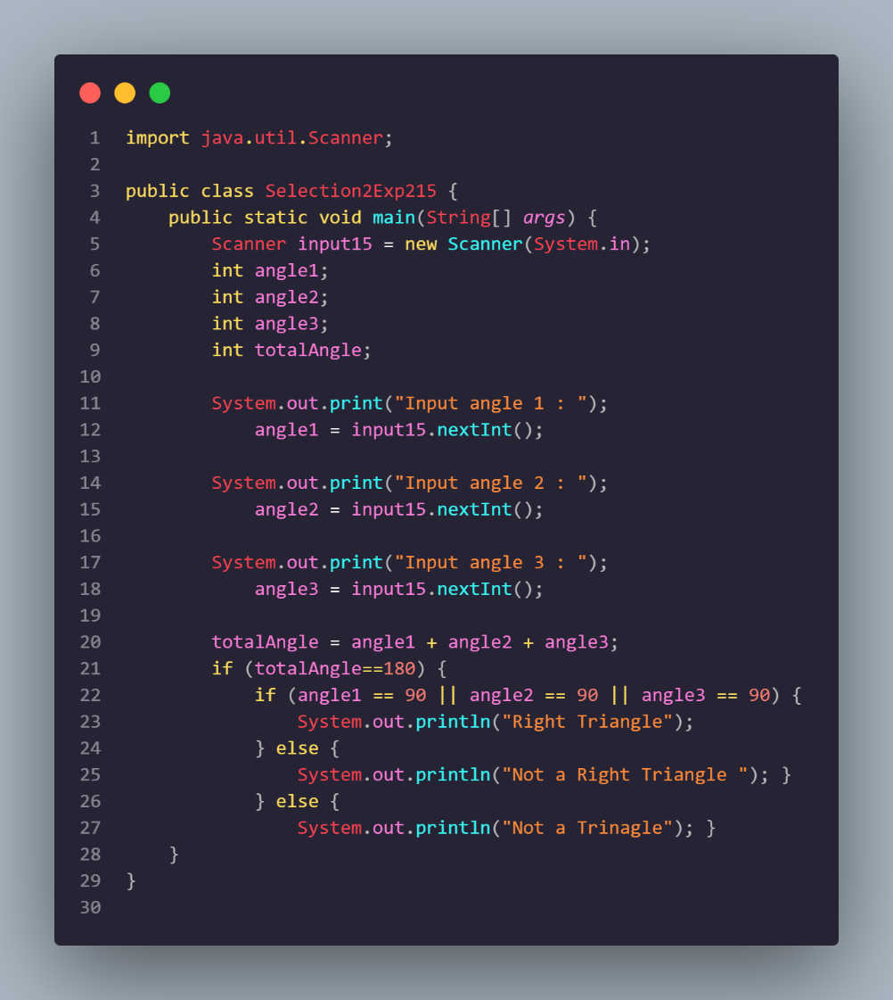 1 import java.util.Scanner;
2
3 public class Selection2Exp215 {
4     public static void main(String[] args) {
5         Scanner input15 = new Scanner(System.in);
6         int angle1;
7         int angle2;
8         int angle3;
9         int totalAngle;
10
11         System.out.print("Input angle 1 : ");
12             angle1 = input15.nextInt();
13
14         System.out.print("Input angle 2 : ");
15             angle2 = input15.nextInt();
16
17         System.out.print("Input angle 3 : ");
18             angle3 = input15.nextInt();
19
20         totalAngle = angle1 + angle2 + angle3;
21         if (totalAngle==180) {
22             if (angle1 == 90 || angle2 == 90 || angle3 == 90) {
23                 System.out.println("Right Triangle");
24             } else {
25                 System.out.println("Not a Right Triangle "); }
26             } else {
27                 System.out.println("Not a Trinagle"); }
28     }
29 }
30